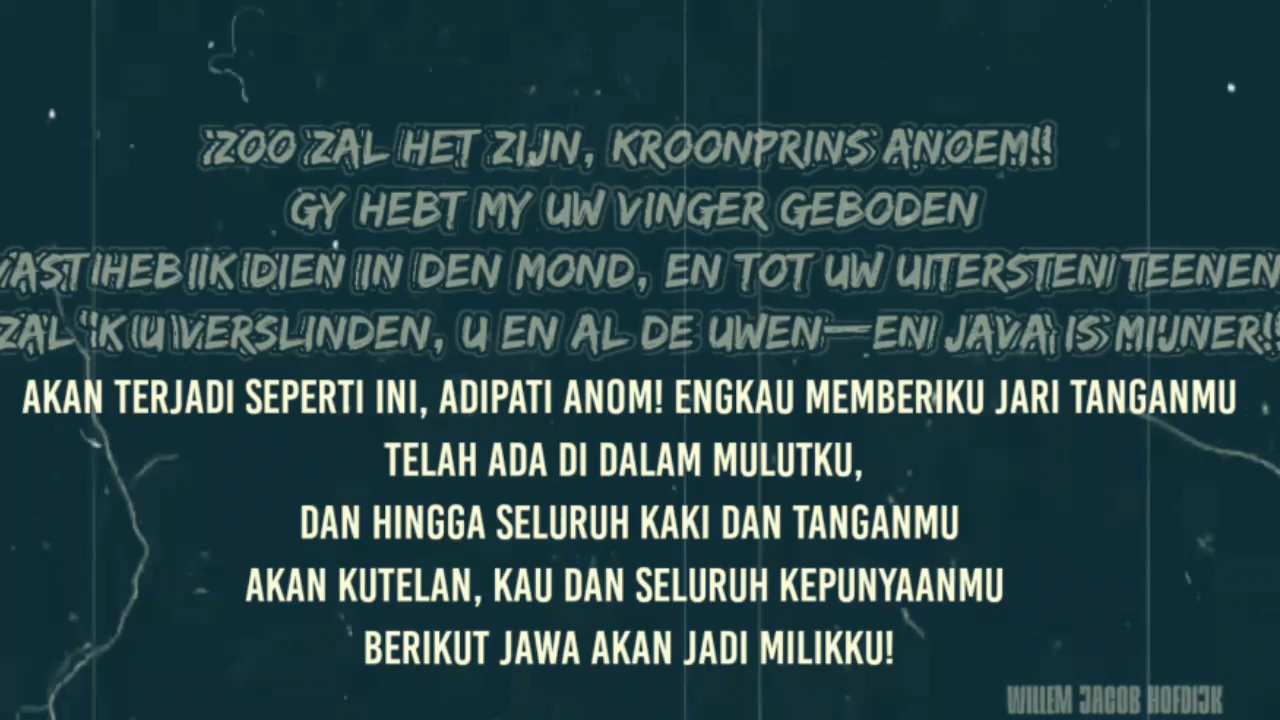 ZOO ZAL HET ZIJN, KROONPRINS ANOEM!!
GY HEBT MY UW VINGER GEBODEN
VAST HEB IK DIEN IN DEN MOND, EN TOT UW UITERSTEN TEENEN
ZAL "K U VERSLINDEN, U EN AL DE UWEN—EN JAVA IS MIJNER!!
AKAN TERJADI SEPERTI INI, ADIPATI ANOM! ENGKAU MEMBERIKU JARI TANGANMU
TELAH ADA DI DALAM MULUTKU,
DAN HINGGA SELURUH KAKI DAN TANGANMU
AKAN KUTELAN, KAU DAN SELURUH KEPUNYAANMU
BERIKUT JAWA AKAN JADI MILIKKU!
WILLEM JACOB HOFDIJK